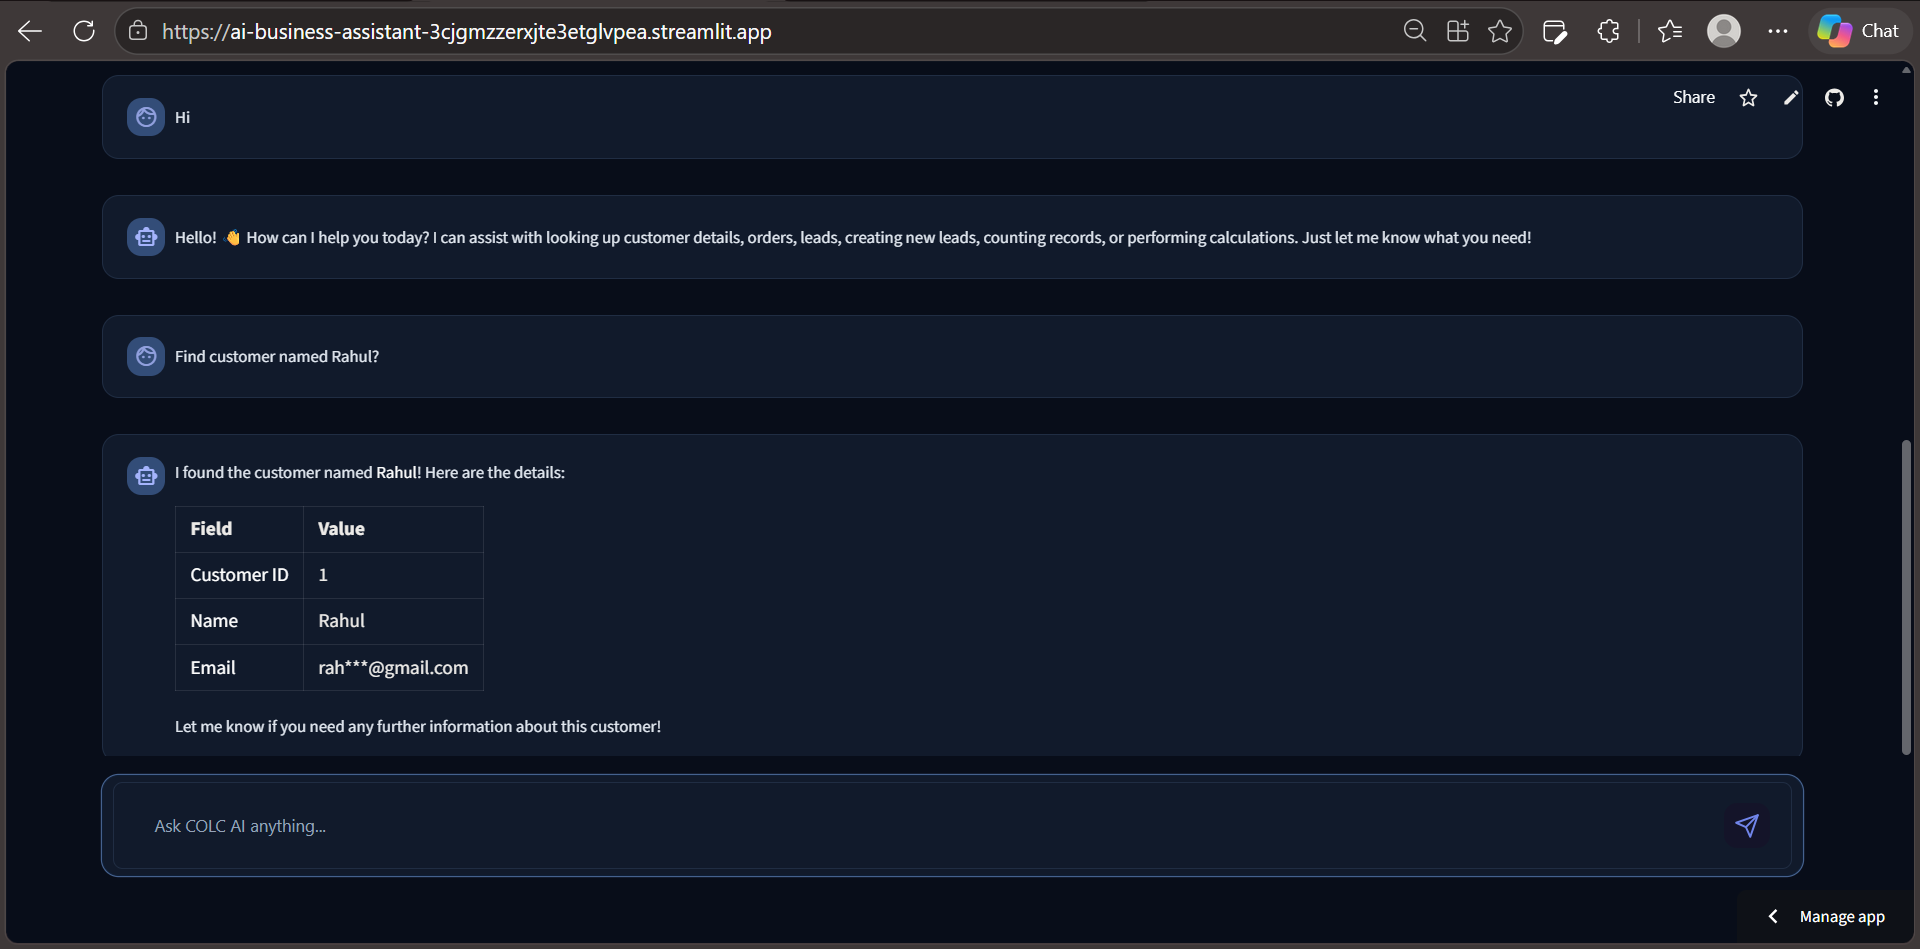 https://ai-business-assistant-3cjgmzzerxjte3etglvpea.streamlit.app
Chat
Share
Hi
Hello! 👋 How can I help you today? I can assist with looking up customer details, orders, leads, creating new leads, counting records, or performing calculations. Just let me know what you need!
Find customer named Rahul?
I found the customer named Rahul! Here are the details:
Field Value
Customer ID 1
Name Rahul
Email rah***@gmail.com
Let me know if you need any further information about this customer!
Ask COLC AI anything...
Manage app